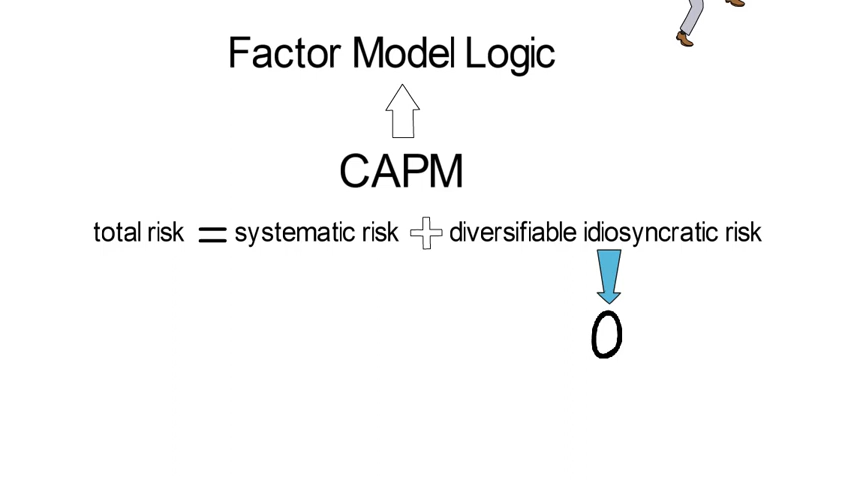 Factor Model Logic
CAPM
total risk = systematic risk + diversifiable idiosyncratic risk
0